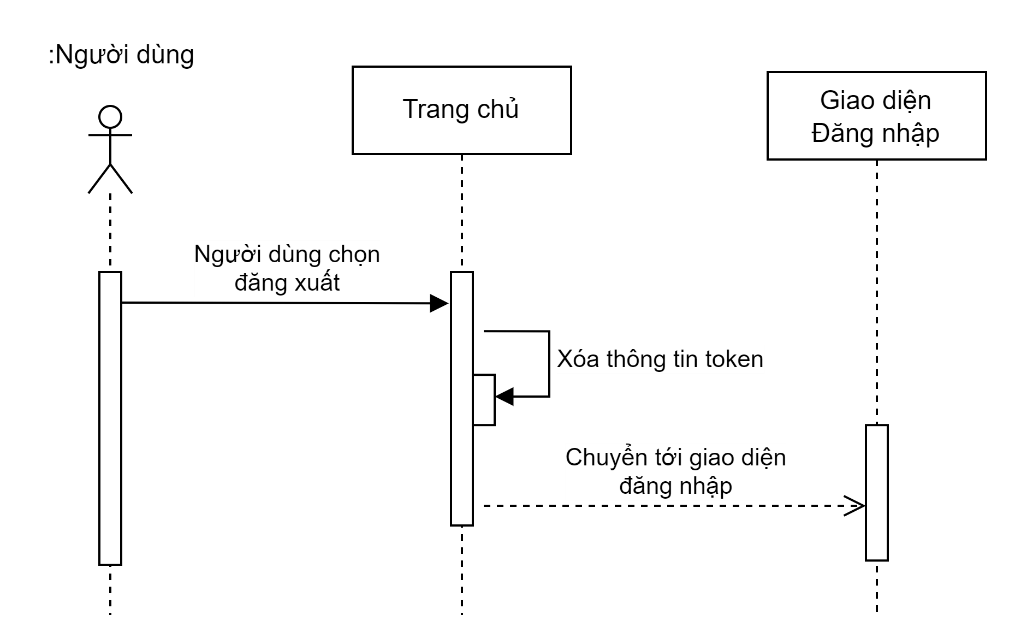 :Người dùng
Trang chủ
Giao diện
Đăng nhập
Người dùng chọn
đăng xuất
Xóa thông tin token
Chuyển tới giao diện
đăng nhập